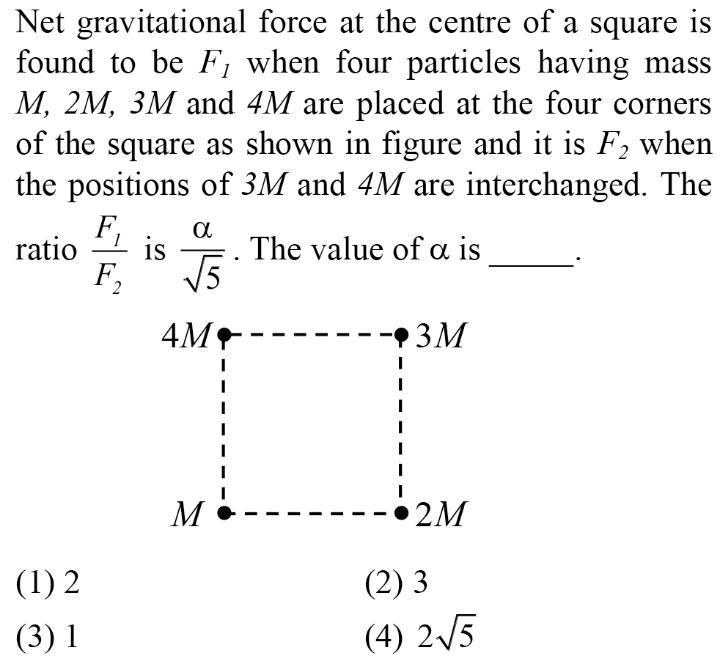 Net gravitational force at the centre of a square is
found to be F₁ when four particles having mass
M, 2M, 3M and 4M are placed at the four corners
of the square as shown in figure and it is F₂ when
the positions of 3M and 4M are interchanged. The
ratio F₁/F₂ is α/√5. The value of α is _____.
4M 3M
M 2M
(1) 2 (2) 3
(3) 1 (4) 2√5